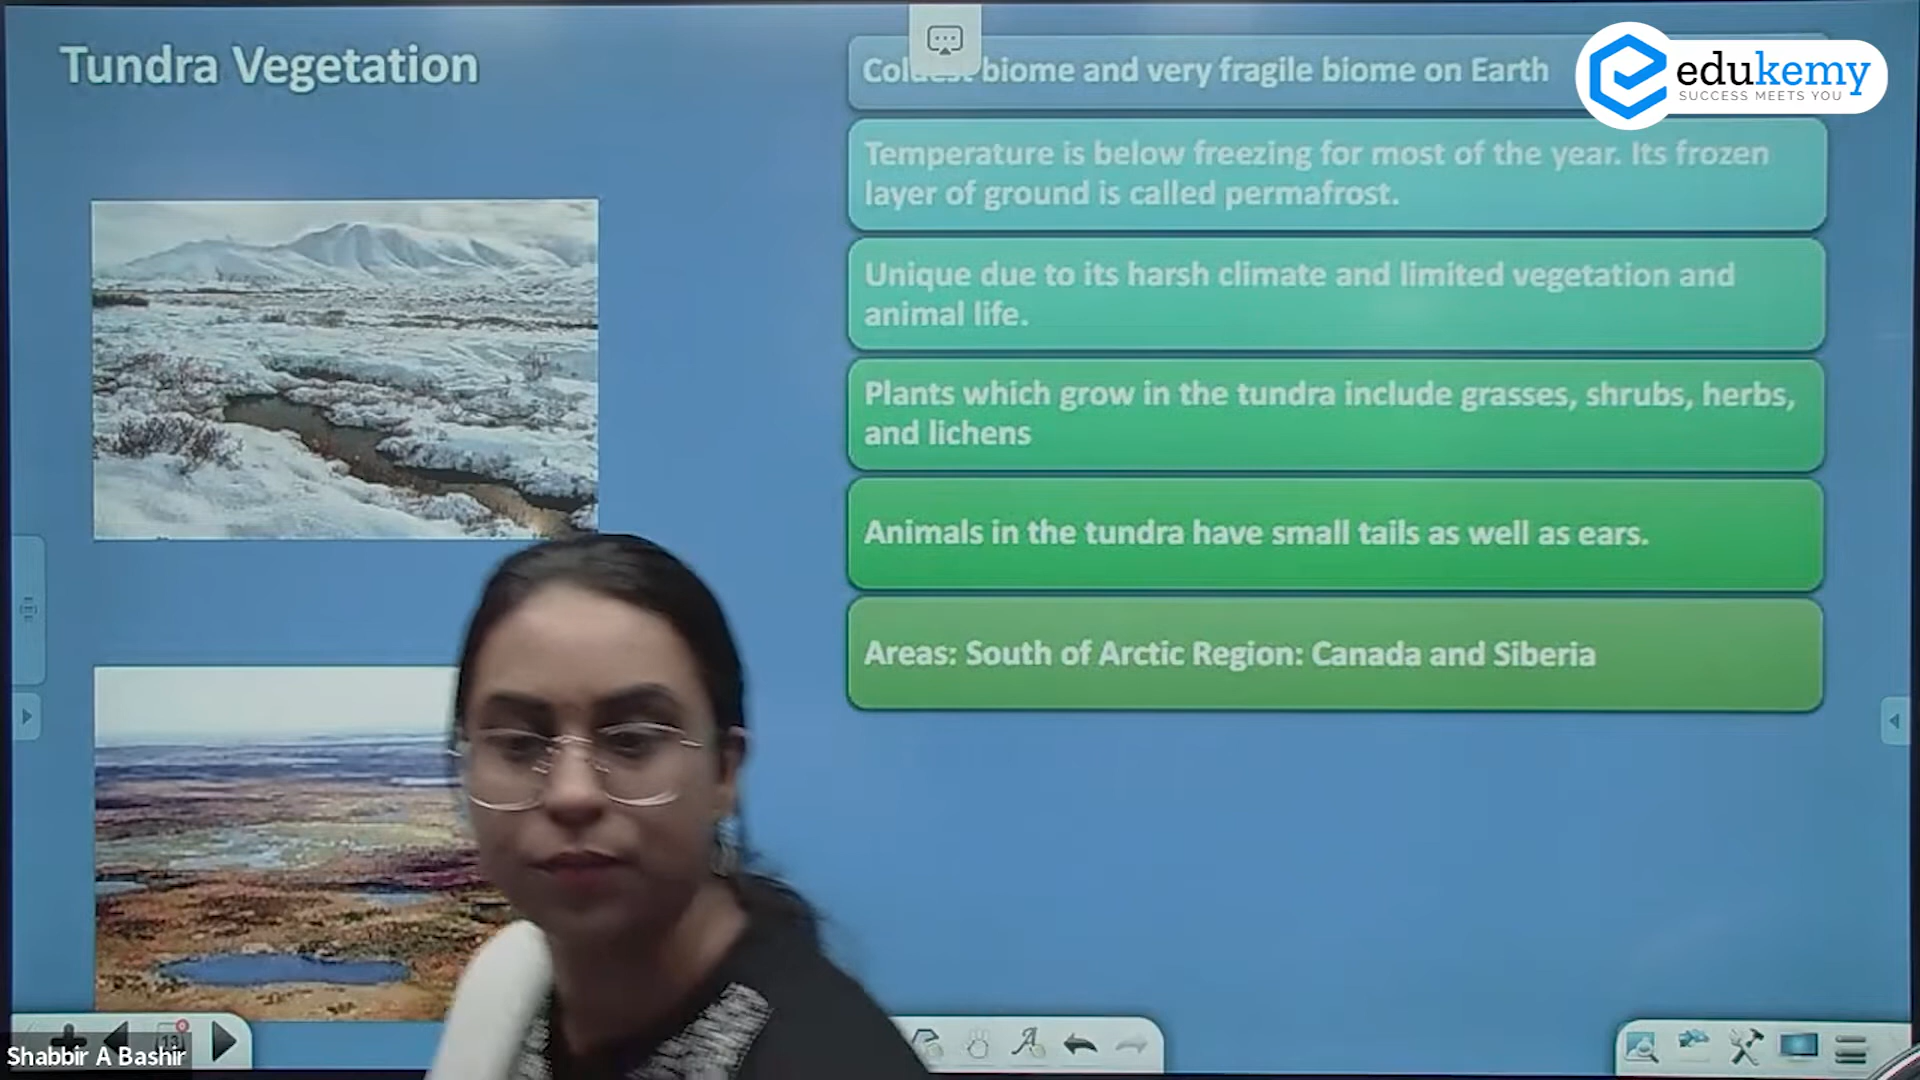 Tundra Vegetation
Coldest biome and very fragile biome on Earth
edukemy
SUCCESS MEETS YOU
Temperature is below freezing for most of the year. Its frozen
layer of ground is called permafrost.
Unique due to its harsh climate and limited vegetation and
animal life.
Plants which grow in the tundra include grasses, shrubs, herbs,
and lichens
Animals in the tundra have small tails as well as ears.
Areas: South of Arctic Region: Canada and Siberia
13
Shabbir A Bashir